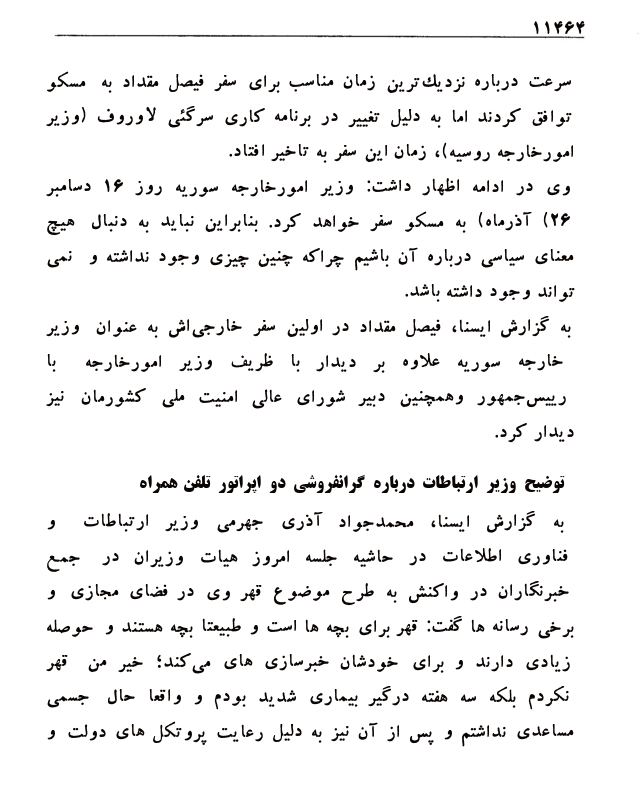 ۱۱۴۶۴
سرعت درباره نزدیك‌ترین زمان مناسب برای سفر فیصل مقداد به مسکو
توافق کردند اما به دلیل تغییر در برنامه کاری سرگئی لاوروف (وزیر
امورخارجه روسیه)، زمان این سفر به تاخیر افتاد.
وی در ادامه اظهار داشت: وزیر امورخارجه سوریه روز ۱۶ دسامبر
۲۶) آذرماه) به مسکو سفر خواهد کرد. بنابراین نباید به دنبال هیچ
معنای سیاسی درباره آن باشیم چراکه چنین چیزی وجود نداشته و نمی
تواند وجود داشته باشد.
به گزارش ایسنا، فیصل مقداد در اولین سفر خارجی‌اش به عنوان وزیر
خارجه سوریه علاوه بر دیدار با ظریف وزیر امورخارجه با
رییس‌جمهور وهمچنین دبیر شورای عالی امنیت ملی کشورمان نیز
دیدار کرد.
توضیح وزیر ارتباطات درباره گرانفروشی دو اپراتور تلفن همراه
به گزارش ایسنا، محمدجواد آذری جهرمی وزیر ارتباطات و
فناوری اطلاعات در حاشیه جلسه امروز هیات وزیران در جمع
خبرنگاران در واکنش به طرح موضوع قهر وی در فضای مجازی و
برخی رسانه ها گفت: قهر برای بچه ها است و طبیعتا بچه هستند و حوصله
زیادی دارند و برای خودشان خبرسازی های می‌کند؛ خیر من قهر
نکردم بلکه سه هفته درگیر بیماری شدید بودم و واقعا حال جسمی
مساعدی نداشتم و پس از آن نیز به دلیل رعایت پروتکل های دولت و